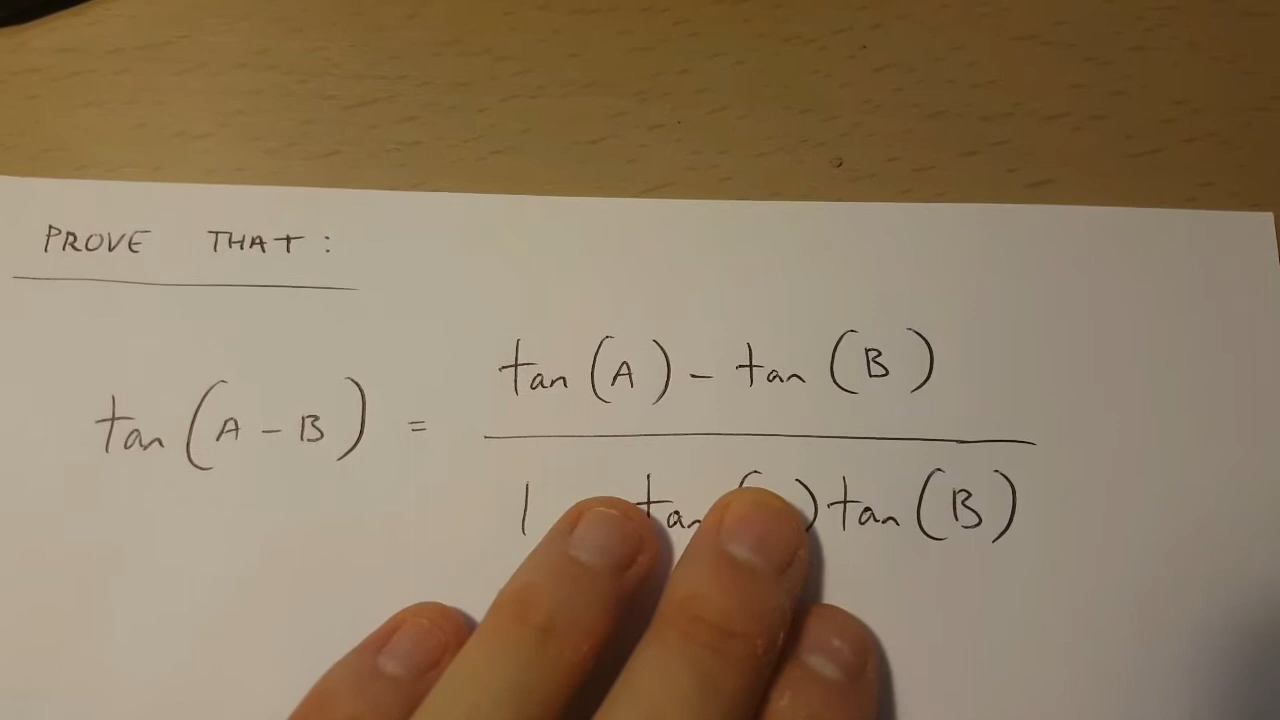 PROVE THAT:
tan(A) - tan(B)
tan(A-B) =
1 tan( ) tan(B)